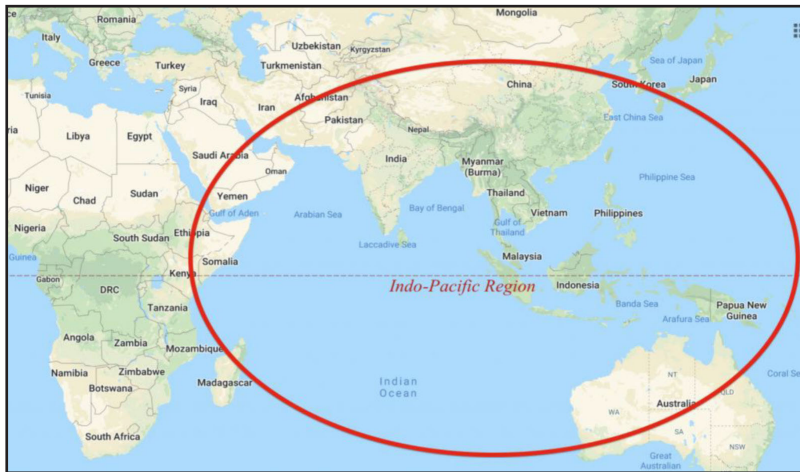 Mongolia
Romania
Italy
Uzbekistan
Kyrgyzstan
Sea of Japan
Greece
Turkey
Turkmenistan
Japan
South Korea
China
Tunisia
Syria
Iraq
Iran
Afghanistan
East China Sea
Pakistan
Nepal
ria
Libya
Egypt
Saudi Arabia
Oman
India
Myanmar
(Burma)
Philippine Sea
Niger
Chad
Sudan
Yemen
Thailand
Gulf of Aden
Arabian Sea
Bay of Bengal
Vietnam
Philippines
Nigeria
South Sudan
Ethiopia
Gulf of
Thailand
Laccadive Sea
Guinea
Somalia
Malaysia
Gabon
Kenya
Indo-Pacific Region
Indonesia
DRC
Tanzania
Banda Sea
Papua New
Guinea
Arafura Sea
Angola
Zambia
Mozambique
Namibia
Zimbabwe
Botswana
Madagascar
Indian
Ocean
NT
Coral Se
QLD
Australia
WA
SA
South Africa
NSW
Great
Australian